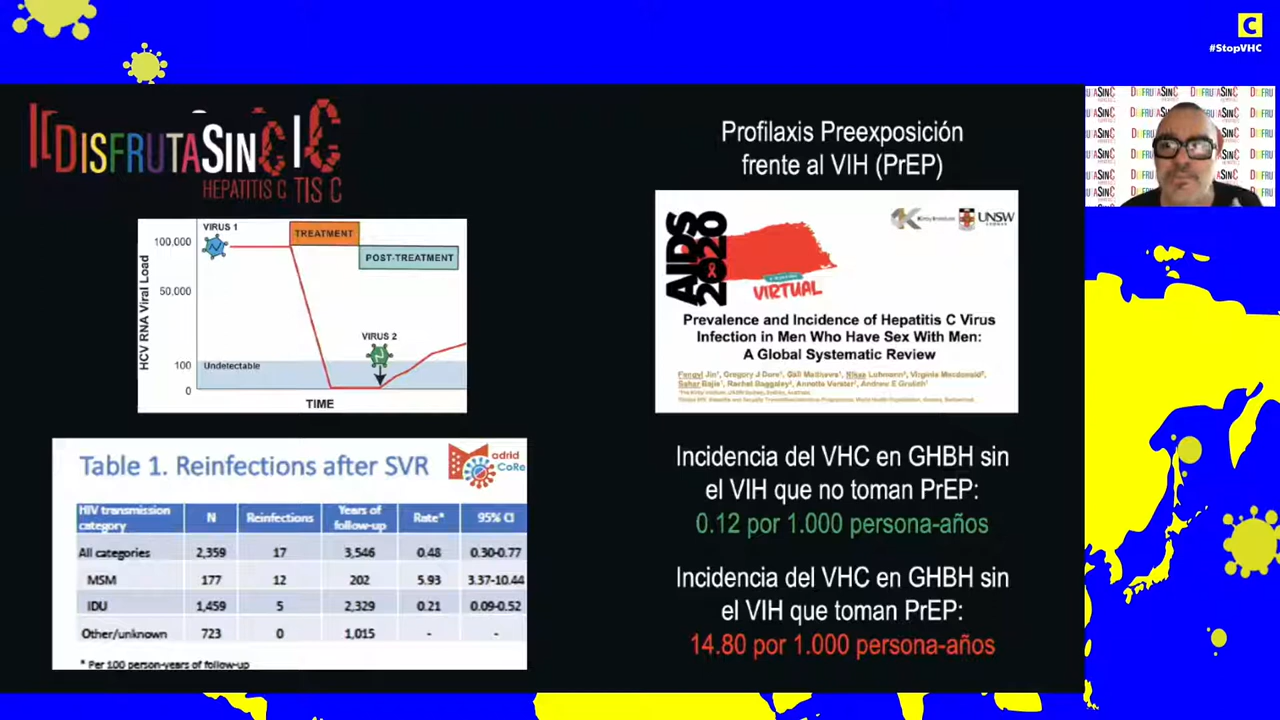 C
#StopVHC
DISFRUTASINC
HEPATITIS C
TIS C
VIRUS 1
TREATMENT
POST-TREATMENT
100,000
50,000
100
0
HCV RNA Viral Load
Undetectable
VIRUS 2
TIME
Profilaxis Preexposición
frente al VIH (PrEP)
AIDS
2020
VIRTUAL
Kirby Institute
UNSW
SYDNEY
Prevalence and Incidence of Hepatitis C Virus
Infection in Men Who Have Sex With Men:
A Global Systematic Review
Gregory J Dore
Virginia Macdonald
Rachel Baggaley
Table 1. Reinfections after SVR
adrid
CoRe
HIV transmission category N Reinfections Years of follow-up Rate* 95% CI
All categories 2,359 17 3,546 0.48 0.30-0.77
MSM 177 12 202 5.93 3.37-10.44
IDU 1,459 5 2,329 0.21 0.09-0.52
Other/unknown 723 0 1,015 - -
* Per 100 person-years of follow-up
Incidencia del VHC en GHBH sin
el VIH que no toman PrEP:
0.12 por 1.000 persona-años
Incidencia del VHC en GHBH sin
el VIH que toman PrEP:
14.80 por 1.000 persona-años